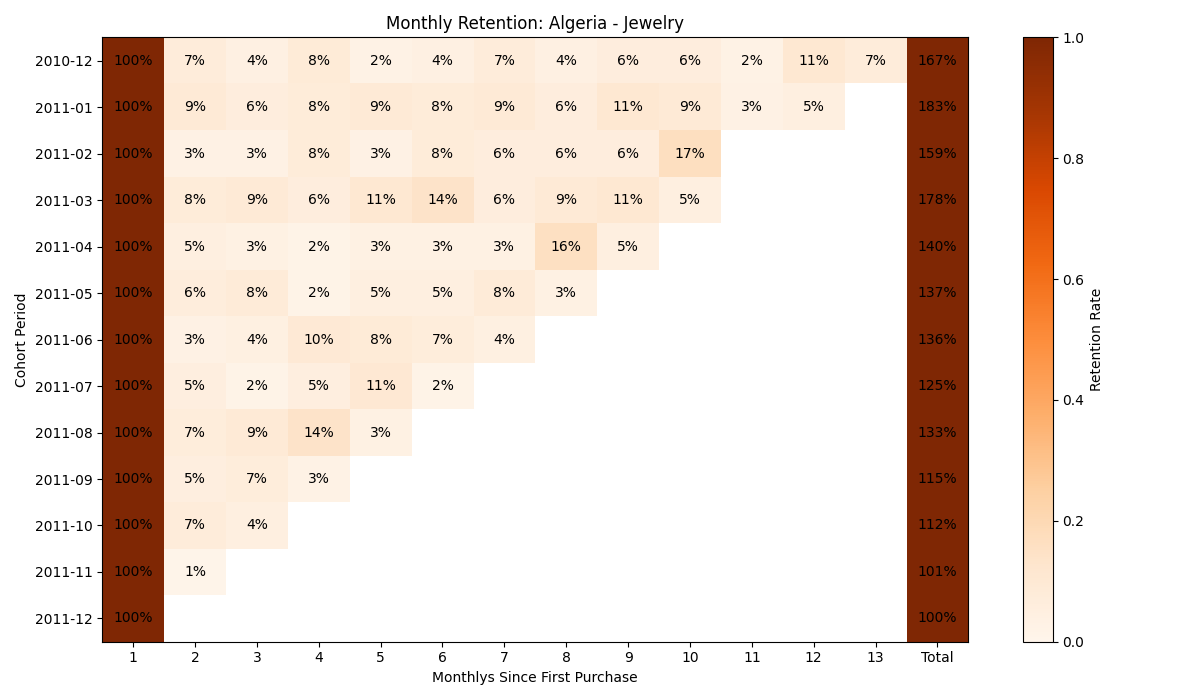 Monthly Retention: Algeria - Jewelry
2010-12 100% 7% 4% 8% 2% 4% 7% 4% 6% 6% 2% 11% 7% 167%
2011-01 100% 9% 6% 8% 9% 8% 9% 6% 11% 9% 3% 5% 183%
2011-02 100% 3% 3% 8% 3% 8% 6% 6% 6% 17% 159%
2011-03 100% 8% 9% 6% 11% 14% 6% 9% 11% 5% 178%
2011-04 100% 5% 3% 2% 3% 3% 3% 16% 5% 140%
2011-05 100% 6% 8% 2% 5% 5% 8% 3% 137%
2011-06 100% 3% 4% 10% 8% 7% 4% 136%
2011-07 100% 5% 2% 5% 11% 2% 125%
2011-08 100% 7% 9% 14% 3% 133%
2011-09 100% 5% 7% 3% 115%
2011-10 100% 7% 4% 112%
2011-11 100% 1% 101%
2011-12 100% 100%
1 2 3 4 5 6 7 8 9 10 11 12 13 Total
Monthlys Since First Purchase
Cohort Period
1.0
0.8
0.6
0.4
0.2
0.0
Retention Rate